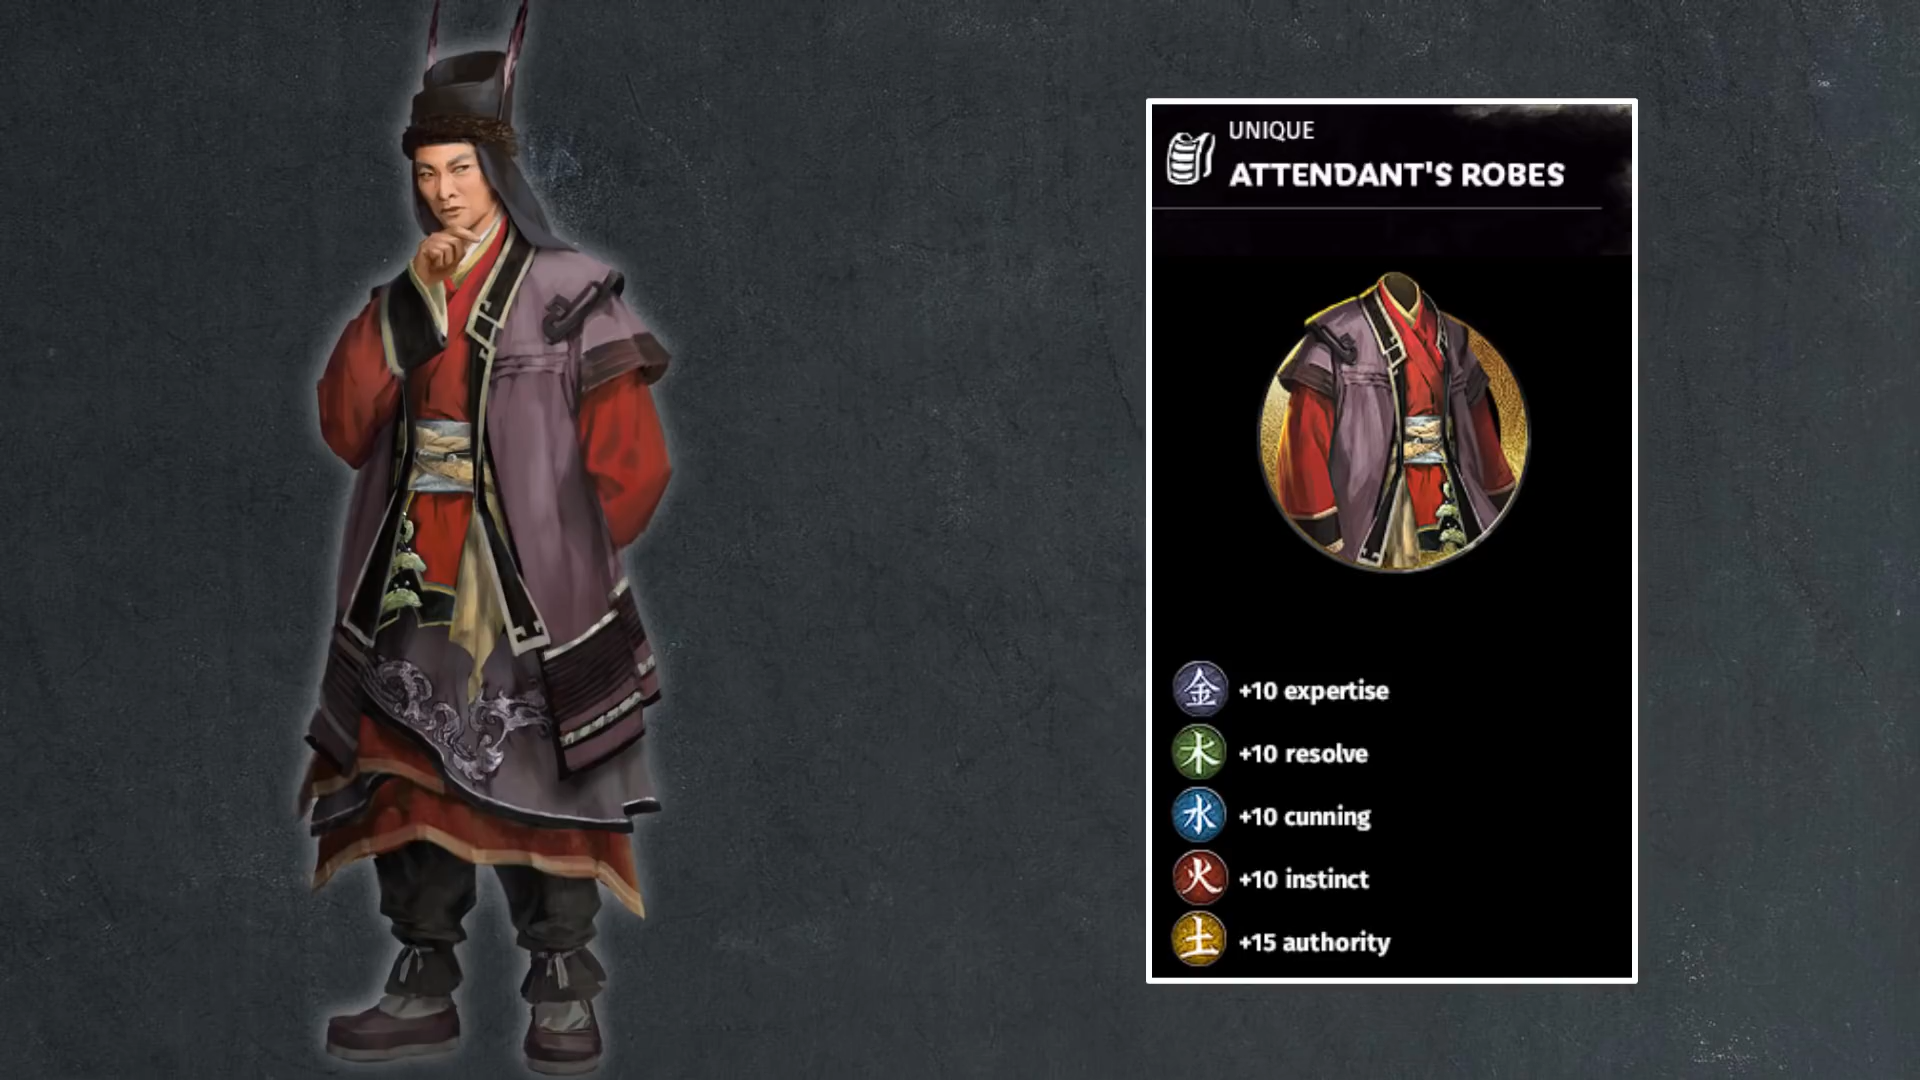 UNIQUE
ATTENDANT'S ROBES
金 +10 expertise
木 +10 resolve
水 +10 cunning
火 +10 instinct
土 +15 authority